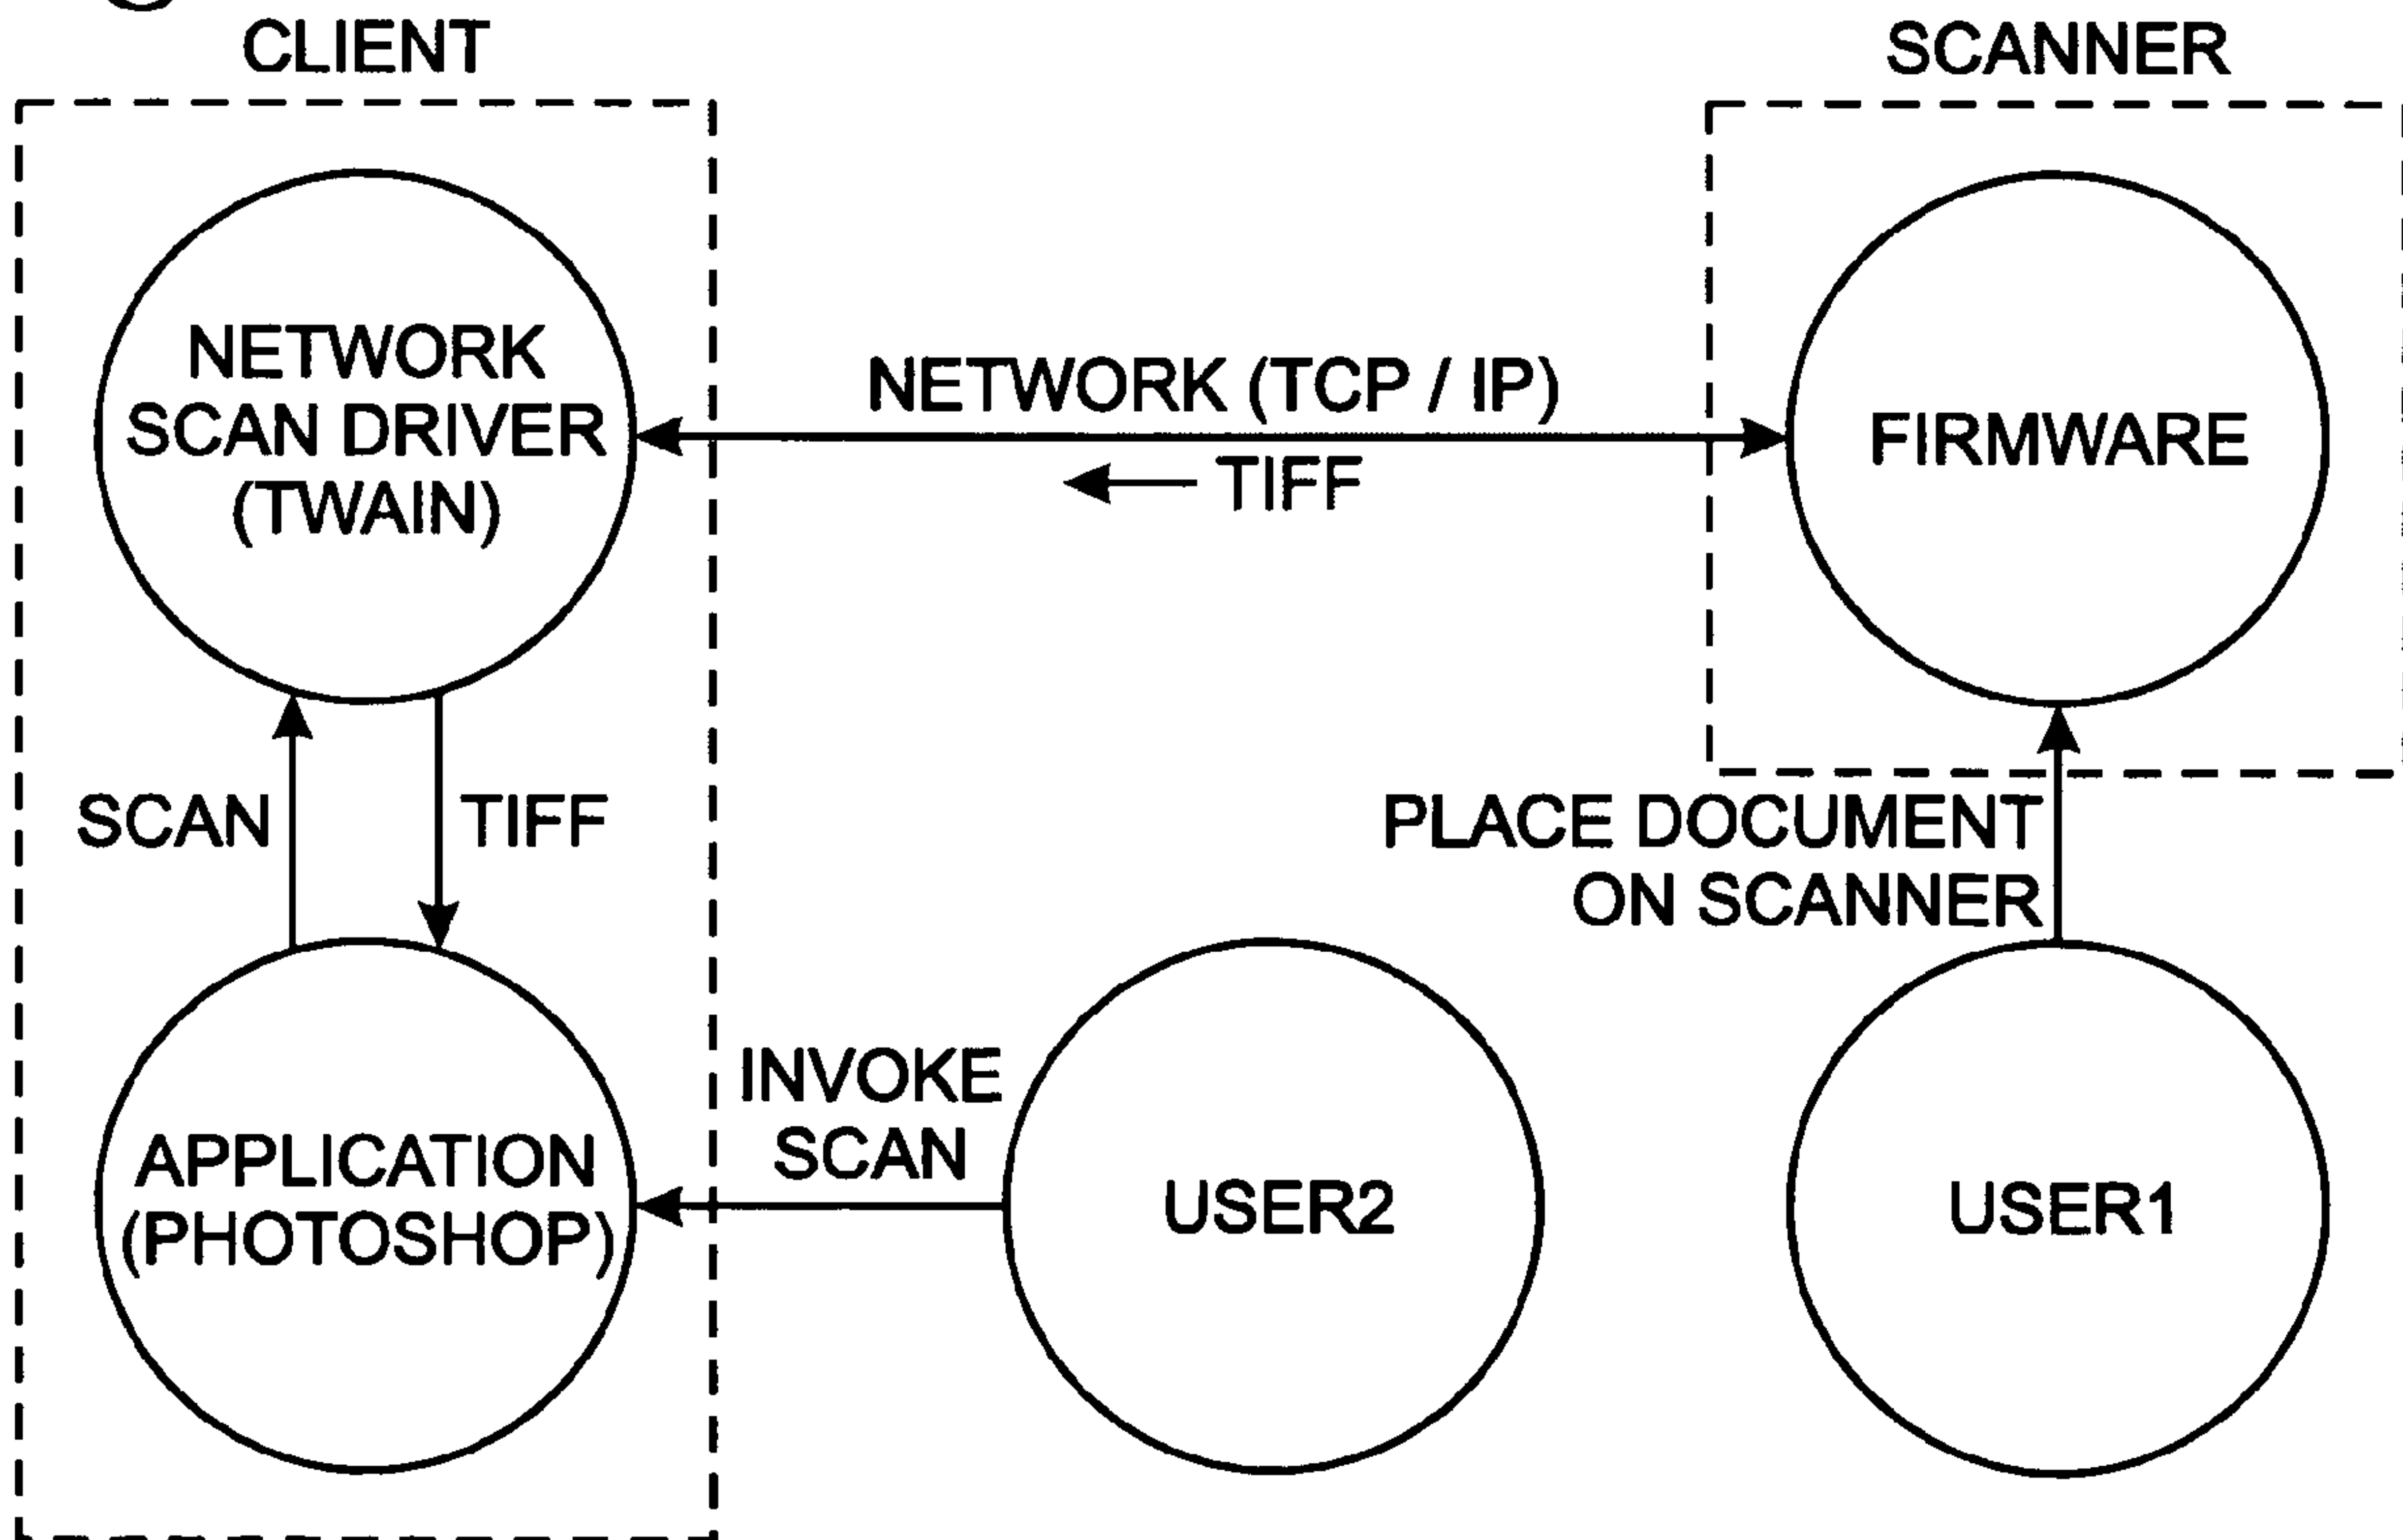 CLIENT
SCANNER
NETWORK
SCAN DRIVER
(TWAIN)
NETWORK (TCP / IP)
TIFF
FIRMWARE
SCAN
TIFF
PLACE DOCUMENT
ON SCANNER
INVOKE
SCAN
APPLICATION
(PHOTOSHOP)
USER2
USER1